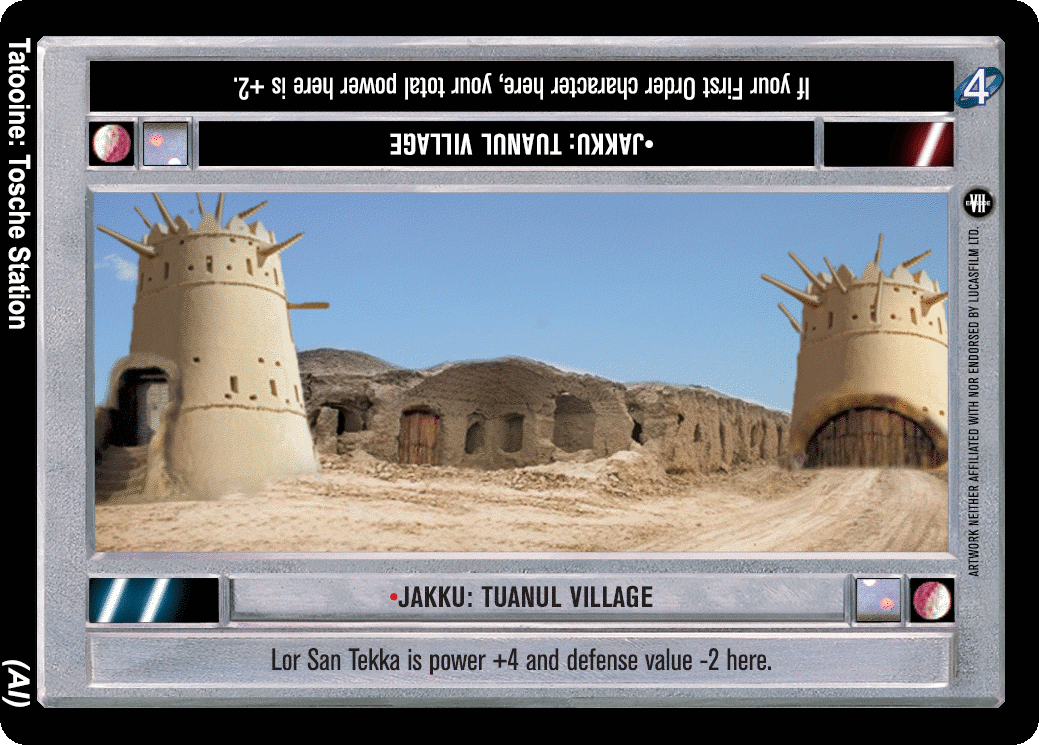 If your First Order character here, your total power here is +2.
4
•JAKKU: TUANUL VILLAGE
EPISODE
VII
ARTWORK NEITHER AFFILIATED WITH NOR ENDORSED BY LUCASFILM LTD.
Tatooine: Tosche Station
(AI)
•JAKKU: TUANUL VILLAGE
Lor San Tekka is power +4 and defense value -2 here.